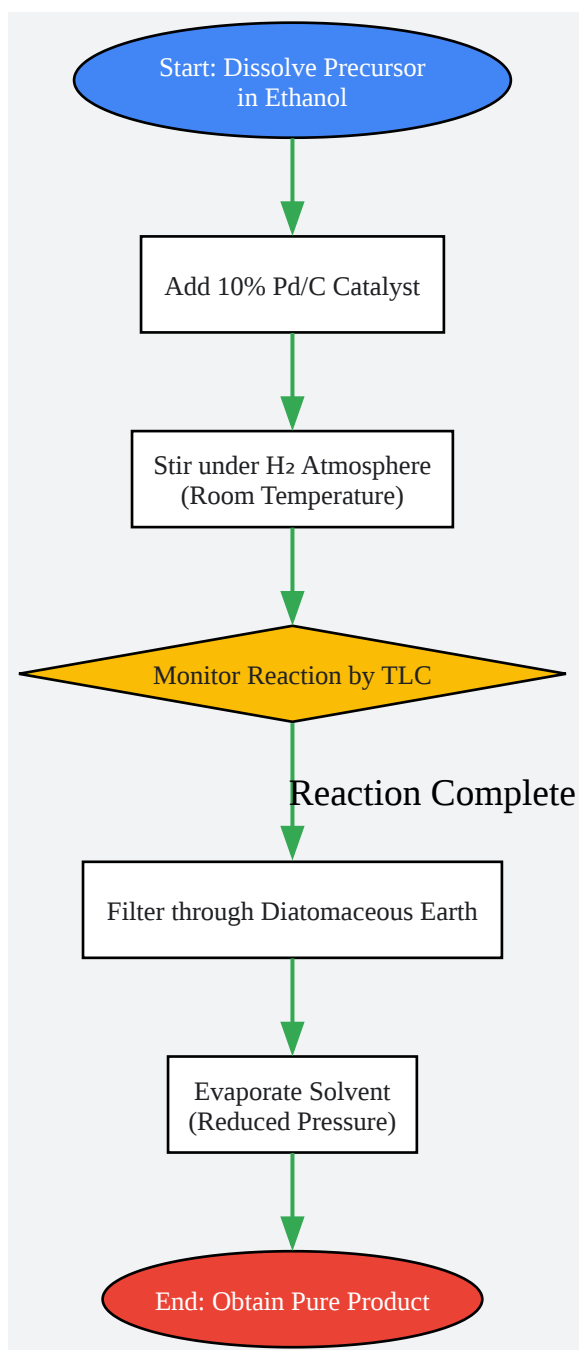 Start: Dissolve Precursor
in Ethanol
Add 10% Pd/C Catalyst
Stir under H₂ Atmosphere
(Room Temperature)
Monitor Reaction by TLC
Reaction Complete
Filter through Diatomaceous Earth
Evaporate Solvent
(Reduced Pressure)
End: Obtain Pure Product